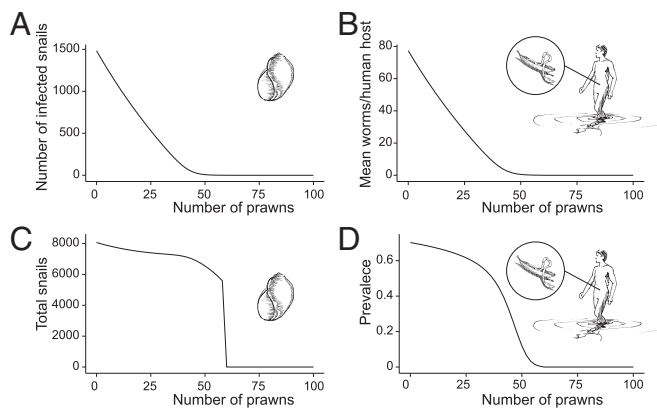 A
Number of infected snails
1500
1000
500
0
0 25 50 75 100
Number of prawns
B
Mean worms/human host
80
60
40
20
0
0 25 50 75 100
Number of prawns
C
Total snails
8000
6000
4000
2000
0
0 25 50 75 100
Number of prawns
D
Prevalece
0.6
0.4
0.2
0
0 25 50 75 100
Number of prawns